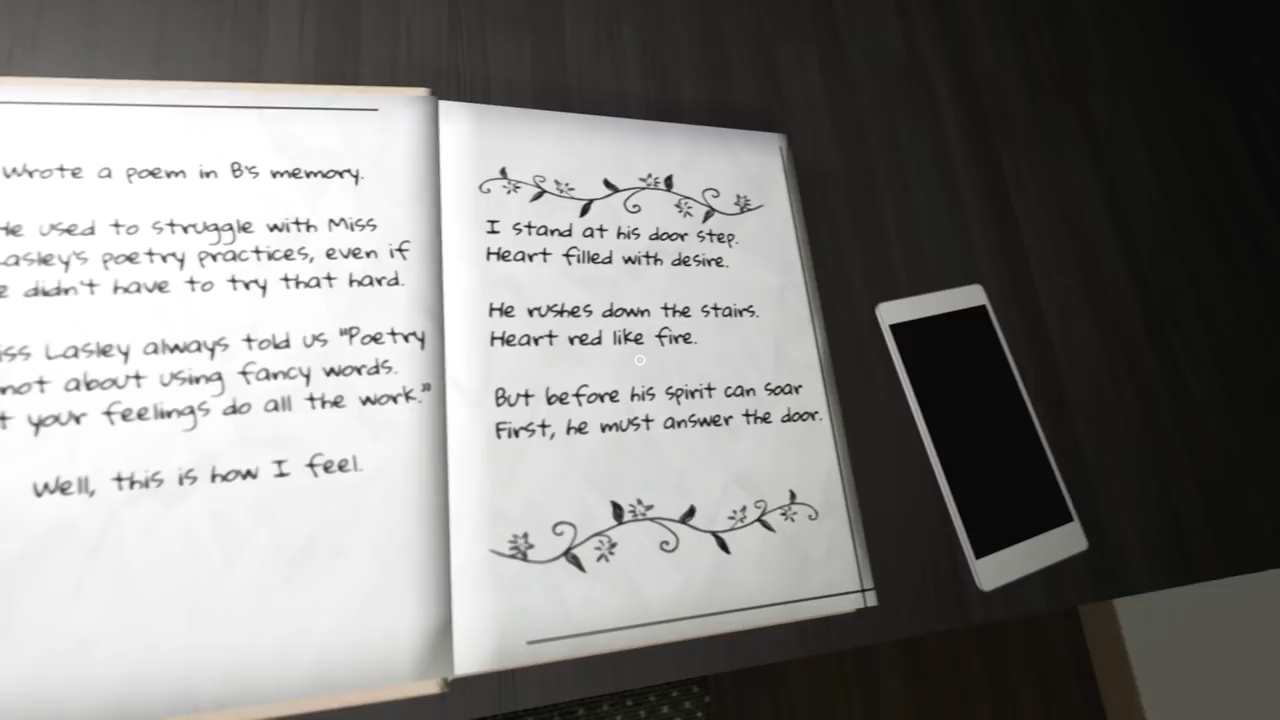 Wrote a poem in B's memory.
He used to struggle with Miss
Lasley's poetry practices, even if
didn't have to try that hard.
Miss Lasley always told us "Poetry
not about using fancy words.
your feelings do all the work."
Well, this is how I feel.
I stand at his door step.
Heart filled with desire.
He rushes down the stairs.
Heart red like fire.
But before his spirit can soar
First, he must answer the door.